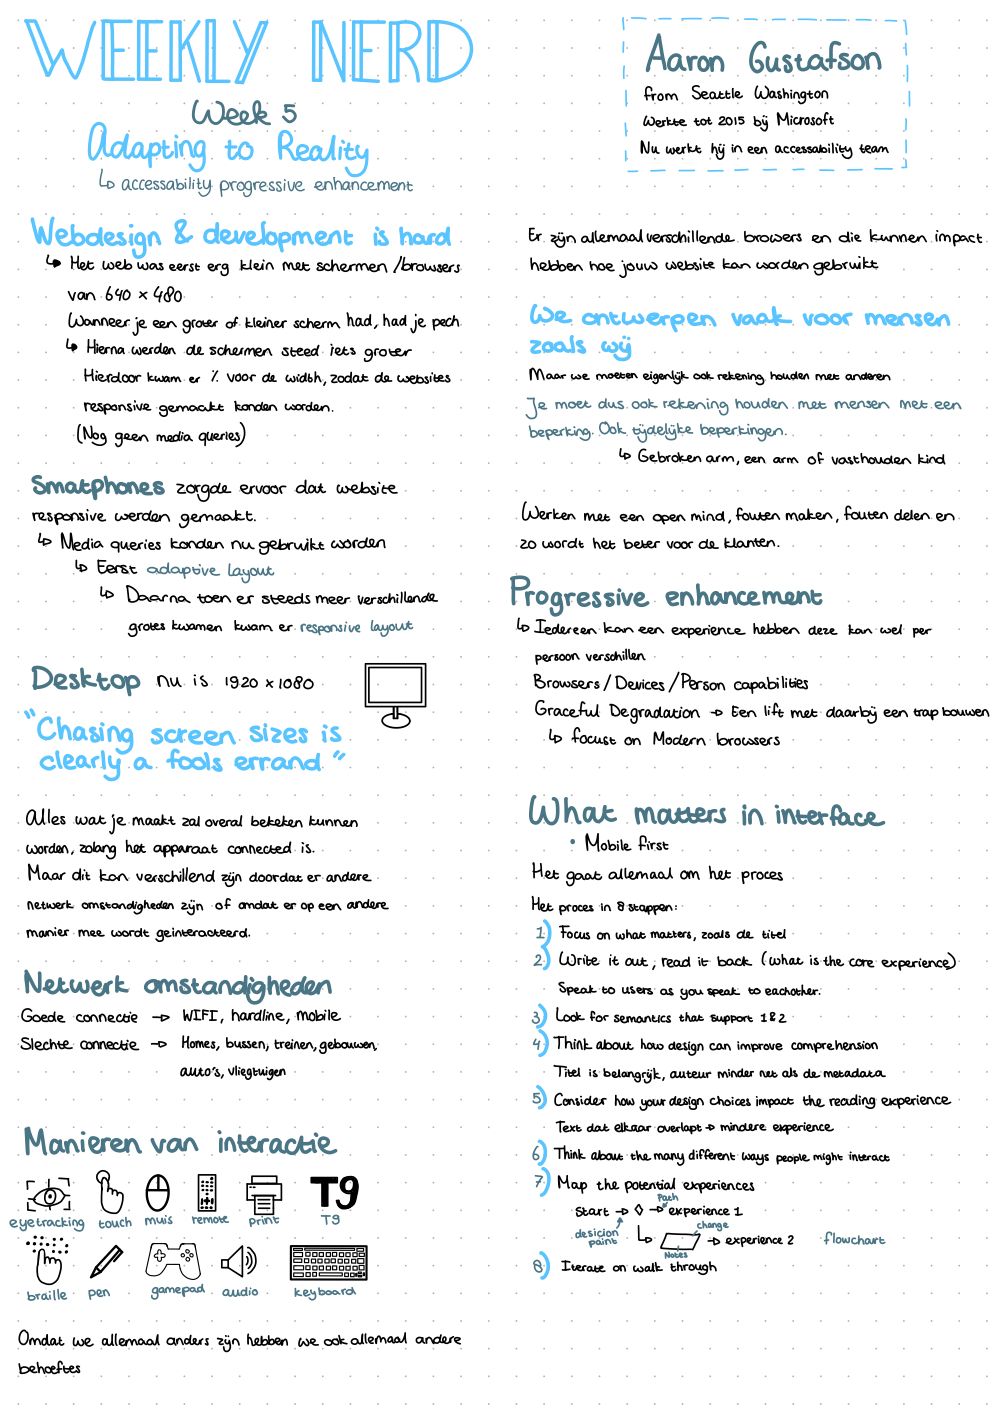 WEEKLY NERD
Week 5
Adapting to Reality
accessability progressive enhancement
Aaron Gustafson
from Seattle Washington
Werkte tot 2015 bij Microsoft
Nu werkt hij in een accessability team
Webdesign & development is hard
Het web was eerst erg klein met schermen /browsers
van 640 x 480
Wanneer je een groter of kleiner scherm had, had je pech
Hierna werden de schermen steed iets groter
Hierdoor kwam er % voor de width, zodat de websites
responsive gemaakt konden worden.
(Nog geen media queries)
Smatphones zorgde ervoor dat website
responsive werden gemaakt.
Media queries konden nu gebruikt worden
Eerst adaptive layout
Daarna toen er steeds meer verschillende
grotes kwamen kwam er responsive layout
Desktop nu is 1920 x 1080
"Chasing screen sizes is
clearly a fools errand"
Alles wat je maakt zal overal bekeken kunnen
worden, zolang het apparaat connected is.
Maar dit kan verschillend zijn doordat er andere
netwerk omstandigheden zijn of omdat er op een andere
manier mee wordt geinteracteerd.
Netwerk omstandigheden
Goede connectie → WIFI, hardline, mobile
Slechte connectie → Homes, bussen, treinen, gebouwen,
auto's, vliegtuigen
Manieren van interactie
T9
eyetracking touch muis remote print T9
braille pen gamepad audio keyboard
Omdat we allemaal anders zijn hebben we ook allemaal andere
behoeftes
Er zijn allemaal verschillende browers en die kunnen impact
hebben hoe jouw website kan worden gebruikt
We ontwerpen vaak voor mensen
zoals wij
Maar we moeten eigenlijk ook rekening houden met anderen
Je moet dus ook rekening houden met mensen met een
beperking. Ook tijdelijke beperkingen.
Gebroken arm, een arm of vasthouden kind
Werken met een open mind, fouten maken, fouten delen en
zo wordt het beter voor de klanten.
Progressive enhancement
Iedereen kan een experience hebben deze kan wel per
persoon verschillen
Browsers / Devices / Person capabilities
Graceful Degradation → Een lift met daarbij een trap bouwen
focust on Modern browsers
What matters in interface
• Mobile first
Het gaat allemaal om het proces
Het proces in 8 stappen:
1) Focus on what matters, zoals de titel
2) Write it out, read it back (what is the core experience)
Speak to users as you speak to eachother.
3) Look for semantics that support 1&2
4) Think about how design can improve comprehension
Titel is belangrijk, auteur minder net als de metadata
5) Consider how your design choices impact the reading experience
Text dat elkaar overlapt → mindere experience
6) Think about the many different ways people might interact
7) Map the potential experiences
Path
Start → ◇ → experience 1
desicion
point
change
→ experience 2
Notes
flowchart
8) Iterate on walk through